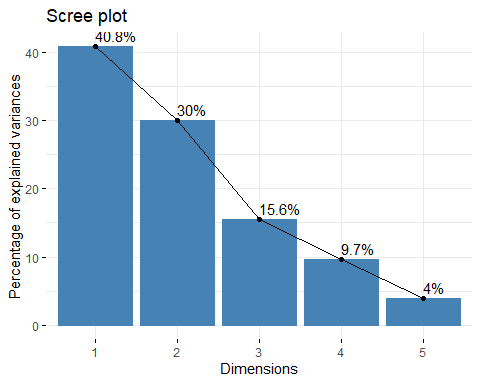 Scree plot
40.8%
30%
15.6%
9.7%
4%
40
30
20
10
0
Percentage of explained variances
1 2 3 4 5
Dimensions